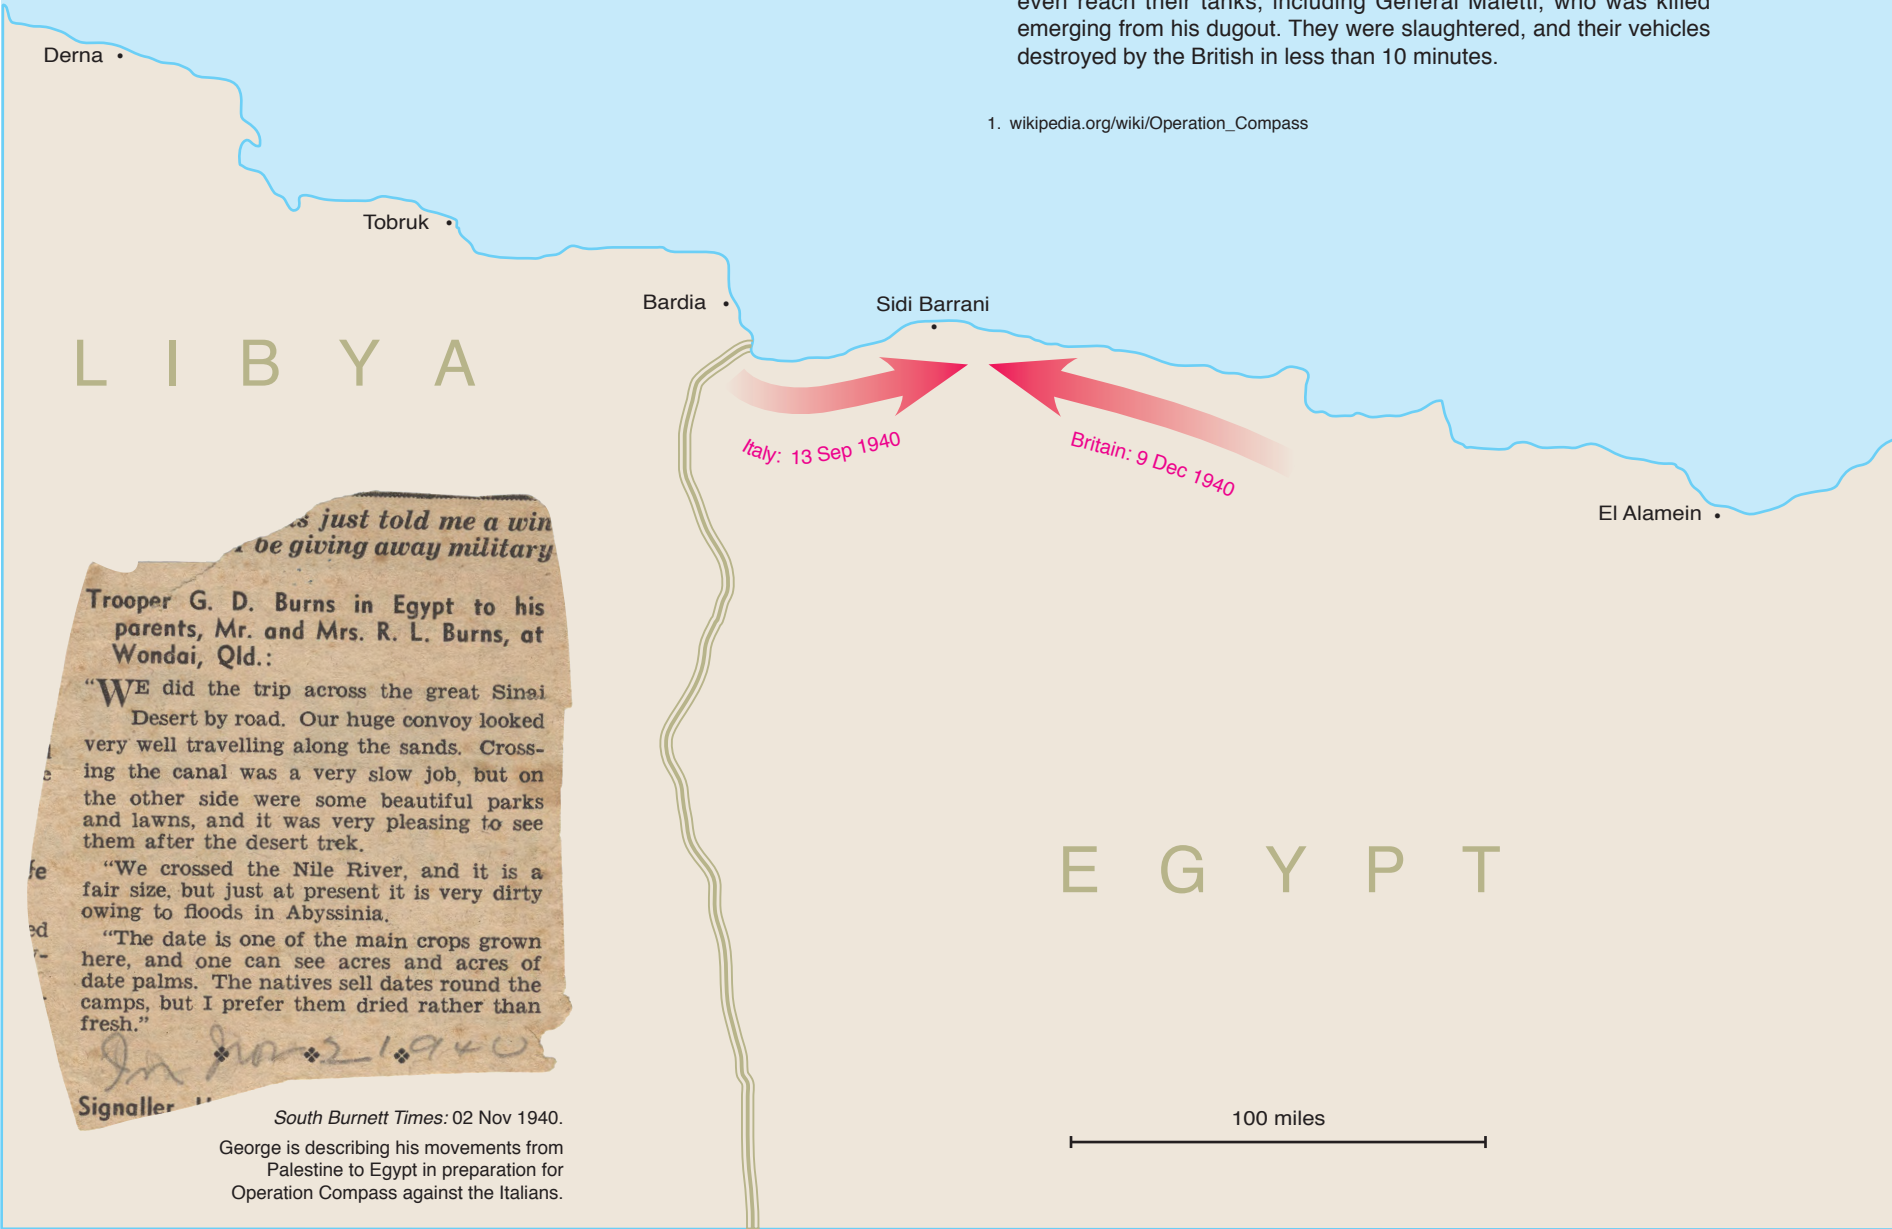 even reach their tanks, including General Maletti, who was killed
emerging from his dugout. They were slaughtered, and their vehicles
destroyed by the British in less than 10 minutes.
1. wikipedia.org/wiki/Operation_Compass
Derna
Tobruk
Bardia
Sidi Barrani
LIBYA
Italy: 13 Sep 1940
Britain: 9 Dec 1940
El Alamein
EGYPT
just told me a win
be giving away military
Trooper G. D. Burns in Egypt to his
parents, Mr. and Mrs. R. L. Burns, at
Wondai, Qld.:
"WE did the trip across the great Sinai
Desert by road. Our huge convoy looked
very well travelling along the sands. Cross-
ing the canal was a very slow job, but on
the other side were some beautiful parks
and lawns, and it was very pleasing to see
them after the desert trek.
"We crossed the Nile River, and it is a
fair size, but just at present it is very dirty
owing to floods in Abyssinia.
"The date is one of the main crops grown
here, and one can see acres and acres of
date palms. The natives sell dates round the
camps, but I prefer them dried rather than
fresh."
In Nov 2 1940
Signaller
South Burnett Times: 02 Nov 1940.
George is describing his movements from
Palestine to Egypt in preparation for
Operation Compass against the Italians.
100 miles